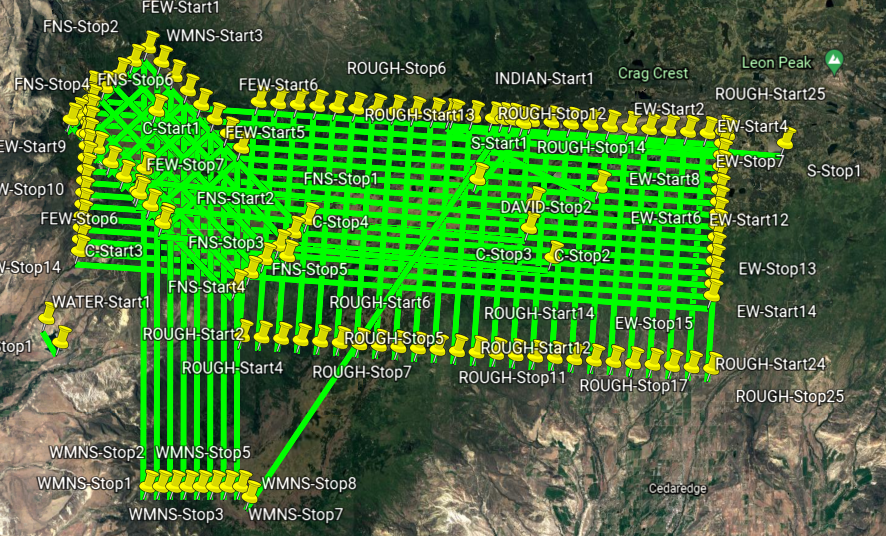 FEW-Start1
FNS-Stop2
WMNS-Start3
Leon Peak
ROUGH-Stop6
Crag Crest
INDIAN-Start1
FNS-Stop4
FNS-Stop6
FEW-Start6
ROUGH-Start25
EW-Start2
ROUGH-Start13
ROUGH-Stop12
C-Start1
FEW-Start5
EW-Start4
EW-Start9
S-Start1
ROUGH-Stop14
FEW-Stop7
EW-Stop7
S-Stop1
FNS-Stop1
EW-Start8
W-Stop10
FNS-Start2
DAVID-Stop2
FEW-Stop6
C-Stop4
EW-Start6
EW-Start12
FNS-Stop3
C-Start3
C-Stop3
C-Stop2
W-Stop14
FNS-Stop5
EW-Stop13
FNS-Start4
WATER-Start1
ROUGH-Start6
ROUGH-Start14
EW-Start14
EW-Stop15
ROUGH-Start2
ROUGH-Stop5
top1
ROUGH-Start12
ROUGH-Start4
ROUGH-Stop7
ROUGH-Start24
ROUGH-Stop11
ROUGH-Stop17
ROUGH-Stop25
WMNS-Stop2
WMNS-Stop5
WMNS-Stop1
WMNS-Stop8
Cedaredge
WMNS-Stop3
WMNS-Stop7